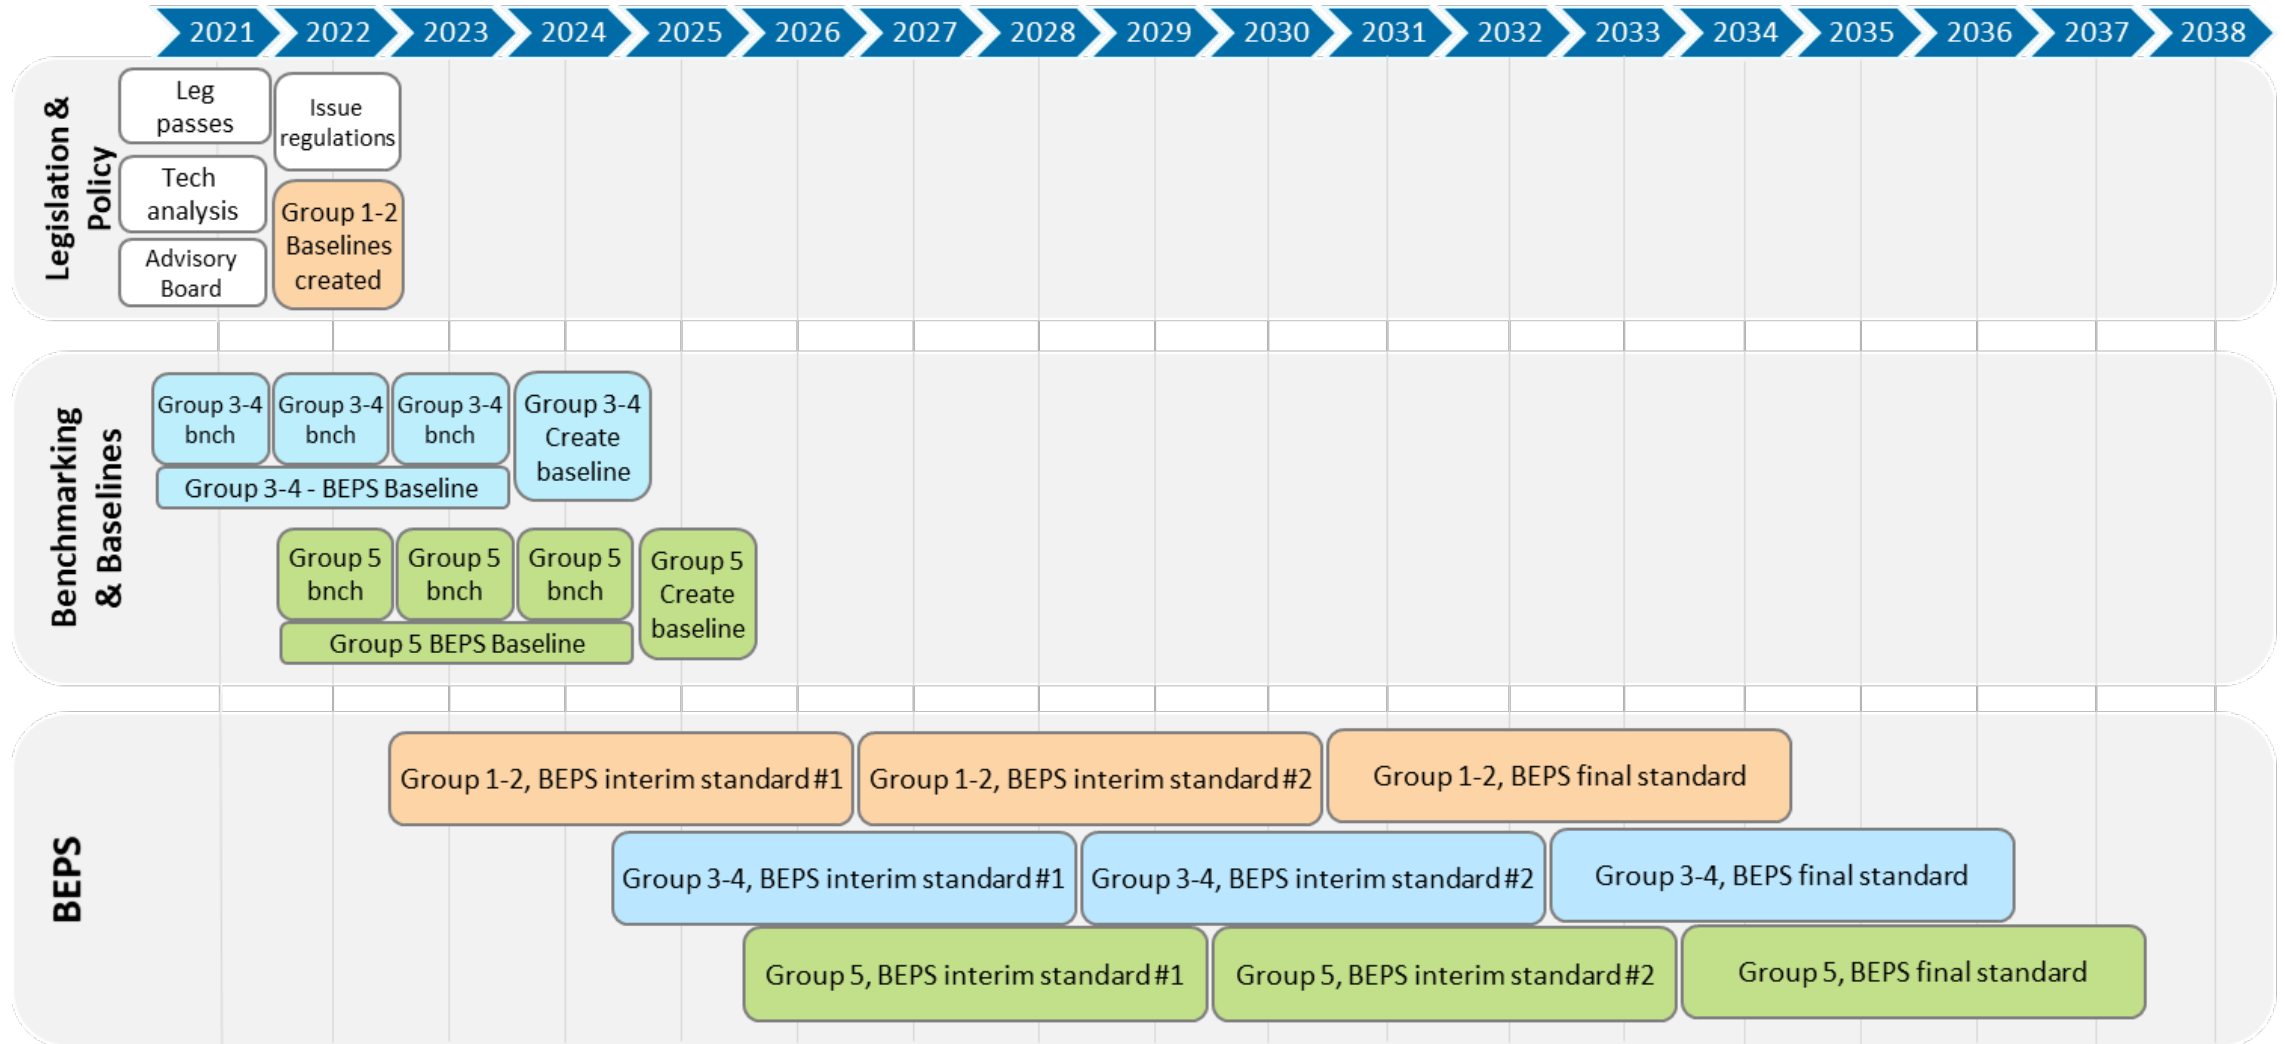 2021 2022 2023 2024 2025 2026 2027 2028 2029 2030 2031 2032 2033 2034 2035 2036 2037 2038
Legislation &
Policy
Leg
passes
Tech
analysis
Advisory
Board
Issue
regulations
Group 1-2
Baselines
created
Benchmarking
& Baselines
Group 3-4
bnch
Group 3-4
bnch
Group 3-4
bnch
Group 3-4
Create
baseline
Group 3-4 - BEPS Baseline
Group 5
bnch
Group 5
bnch
Group 5
bnch
Group 5
Create
baseline
Group 5 BEPS Baseline
BEPS
Group 1-2, BEPS interim standard #1
Group 1-2, BEPS interim standard #2
Group 1-2, BEPS final standard
Group 3-4, BEPS interim standard #1
Group 3-4, BEPS interim standard #2
Group 3-4, BEPS final standard
Group 5, BEPS interim standard #1
Group 5, BEPS interim standard #2
Group 5, BEPS final standard